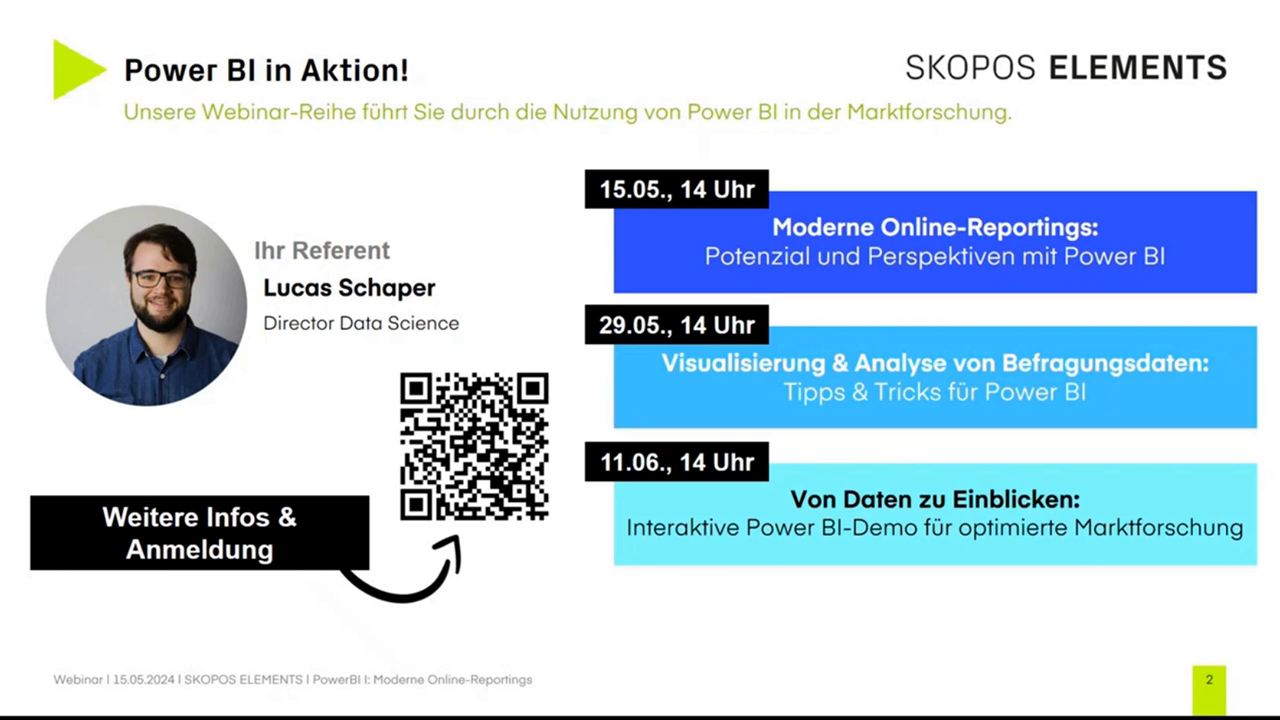 Power BI in Aktion!
SKOPOS ELEMENTS
Unsere Webinar-Reihe führt Sie durch die Nutzung von Power BI in der Marktforschung.
Ihr Referent
Lucas Schaper
Director Data Science
Weitere Infos &
Anmeldung
15.05., 14 Uhr
Moderne Online-Reportings:
Potenzial und Perspektiven mit Power BI
29.05., 14 Uhr
Visualisierung & Analyse von Befragungsdaten:
Tipps & Tricks für Power BI
11.06., 14 Uhr
Von Daten zu Einblicken:
Interaktive Power BI-Demo für optimierte Marktforschung
Webinar | 15.05.2024 | SKOPOS ELEMENTS | PowerBI I: Moderne Online-Reportings
2